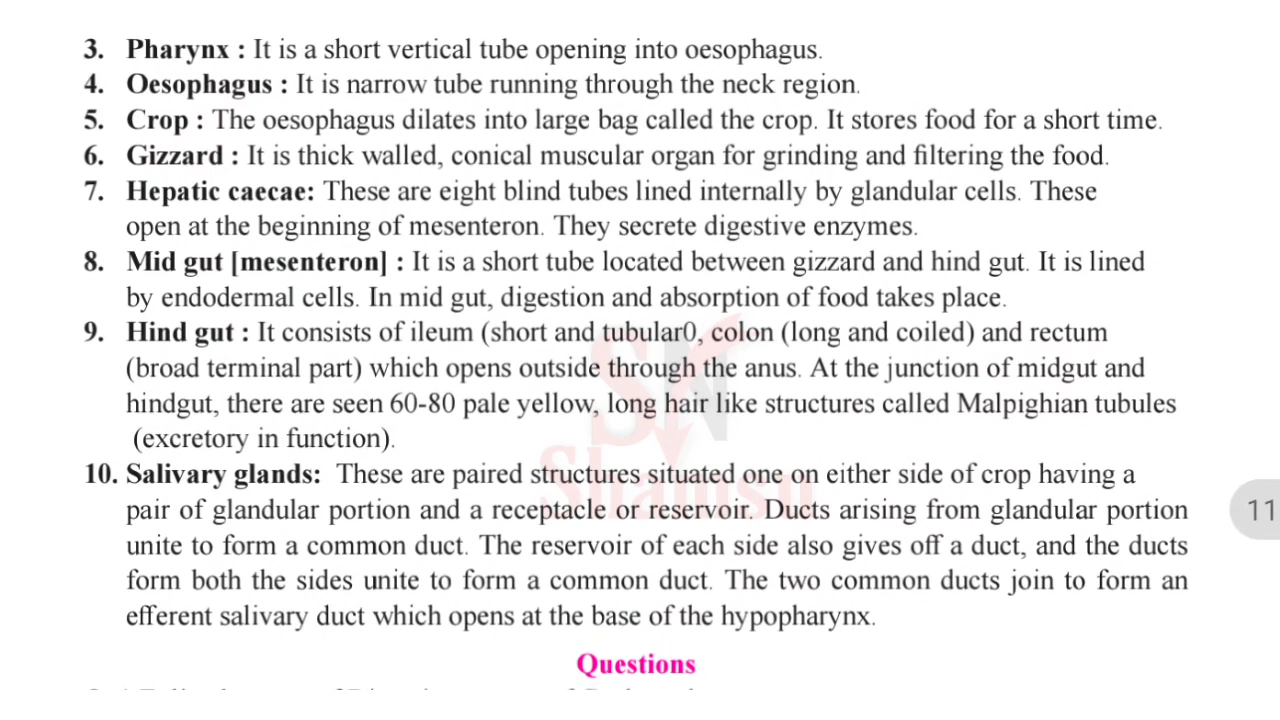 3. Pharynx : It is a short vertical tube opening into oesophagus.
4. Oesophagus : It is narrow tube running through the neck region.
5. Crop : The oesophagus dilates into large bag called the crop. It stores food for a short time.
6. Gizzard : It is thick walled, conical muscular organ for grinding and filtering the food.
7. Hepatic caecae: These are eight blind tubes lined internally by glandular cells. These
open at the beginning of mesenteron. They secrete digestive enzymes.
8. Mid gut [mesenteron] : It is a short tube located between gizzard and hind gut. It is lined
by endodermal cells. In mid gut, digestion and absorption of food takes place.
9. Hind gut : It consists of ileum (short and tubular0, colon (long and coiled) and rectum
(broad terminal part) which opens outside through the anus. At the junction of midgut and
hindgut, there are seen 60-80 pale yellow, long hair like structures called Malpighian tubules
(excretory in function).
10. Salivary glands: These are paired structures situated one on either side of crop having a
pair of glandular portion and a receptacle or reservoir. Ducts arising from glandular portion
unite to form a common duct. The reservoir of each side also gives off a duct, and the ducts
form both the sides unite to form a common duct. The two common ducts join to form an
efferent salivary duct which opens at the base of the hypopharynx.
11
Questions